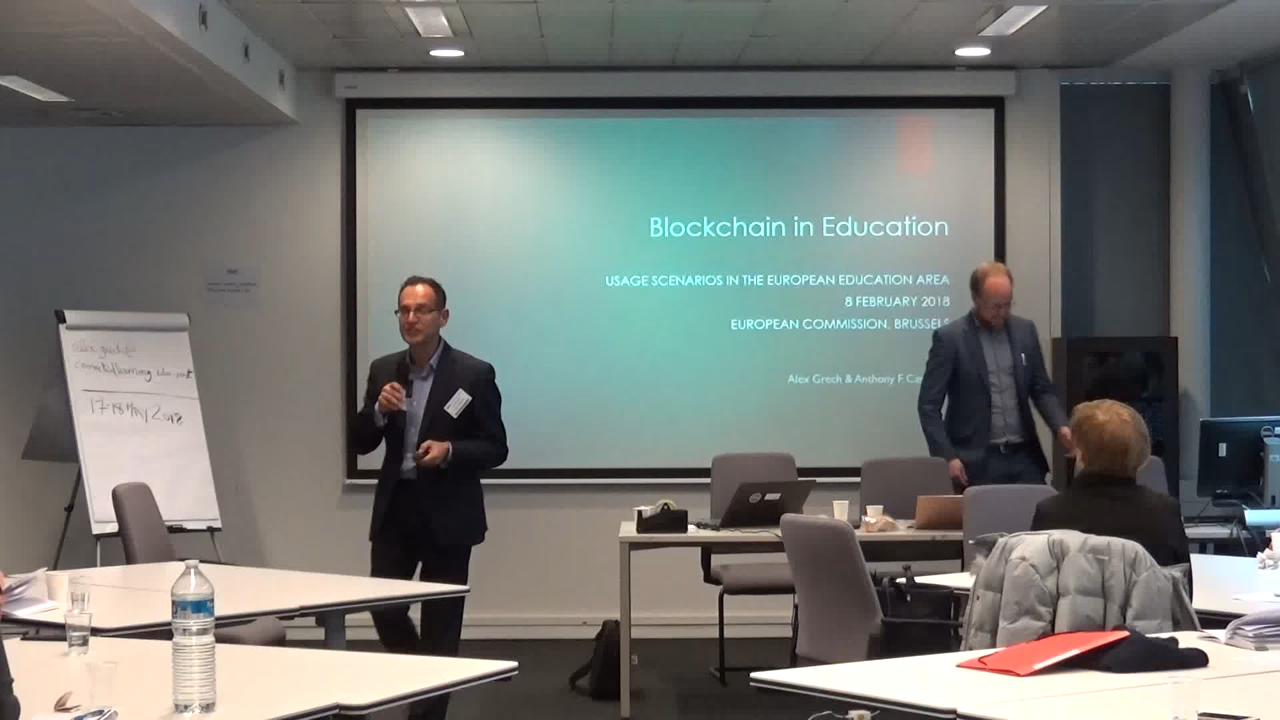 Blockchain in Education
USAGE SCENARIOS IN THE EUROPEAN EDUCATION AREA
8 FEBRUARY 2018
EUROPEAN COMMISSION, BRUSSELS
Alex Grech & Anthony F
17-18 May 2018